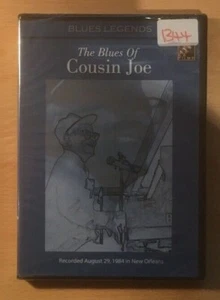 BLUES LEGENDS
B44
The Blues Of
Cousin Joe
Recorded August 29, 1984 in New Orleans